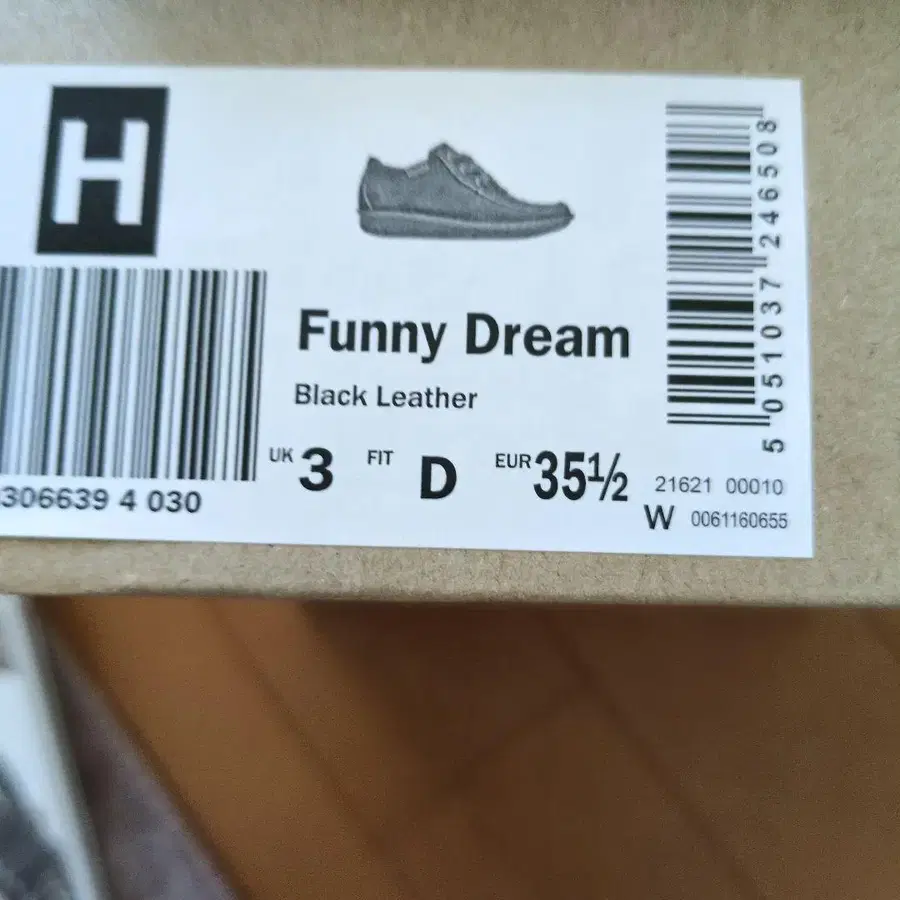 H
Funny Dream
Black Leather
UK 3 FIT D EUR 35½
306639 4 030
5 051037 246508
21621 00010
W 0061160655